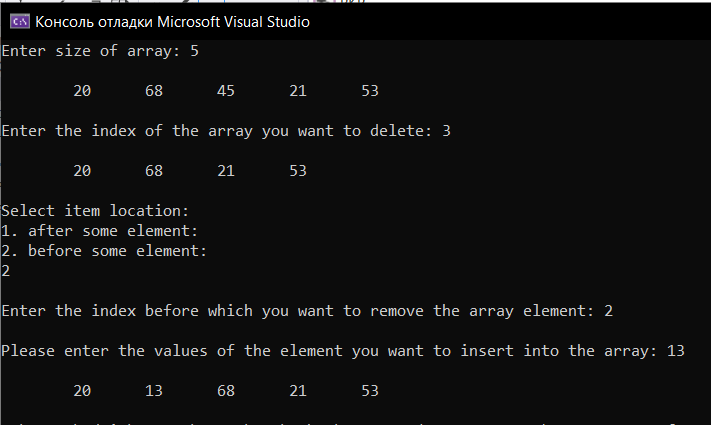 Консоль отладки Microsoft Visual Studio
Enter size of array: 5
20 68 45 21 53
Enter the index of the array you want to delete: 3
20 68 21 53
Select item location:
1. after some element:
2. before some element:
2
Enter the index before which you want to remove the array element: 2
Please enter the values of the element you want to insert into the array: 13
20 13 68 21 53